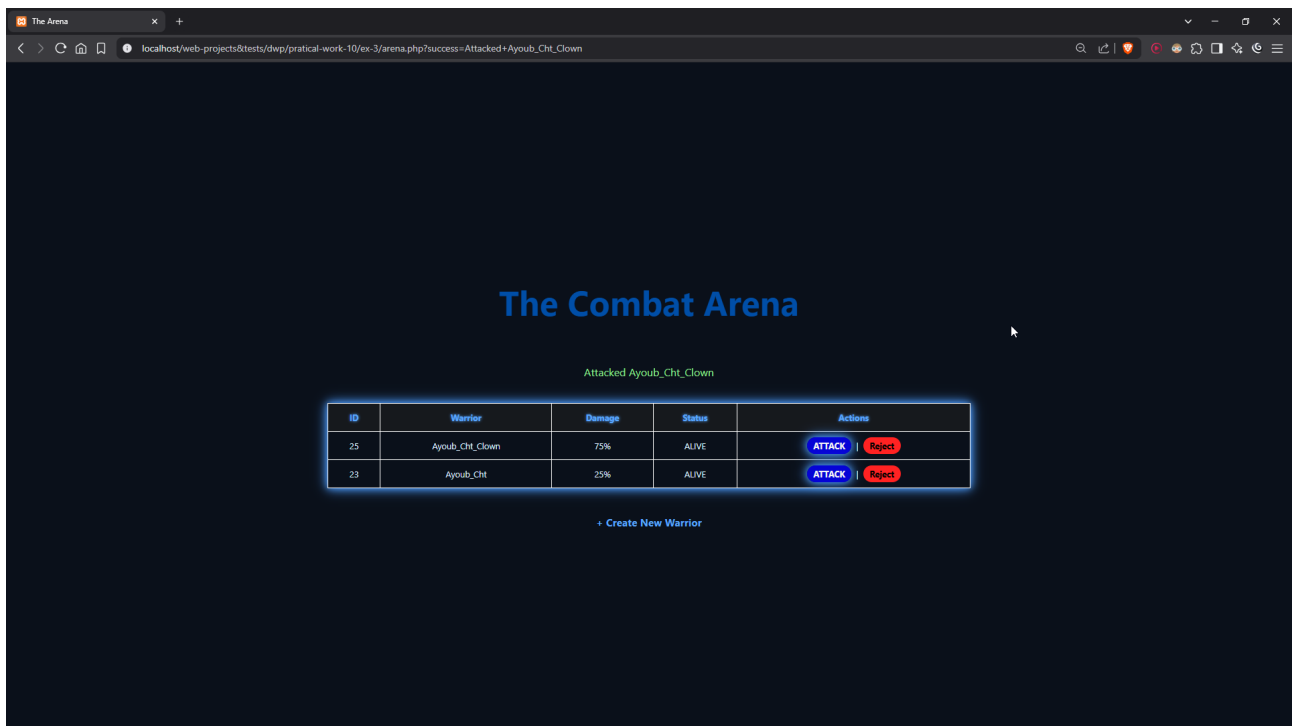 The Arena
localhost/web-projects&tests/dwp/pratical-work-10/ex-3/arena.php?success=Attacked+Ayoub_Cht_Clown
The Combat Arena
Attacked Ayoub_Cht_Clown
ID Warrior Damage Status Actions
25 Ayoub_Cht_Clown 75% ALIVE ATTACK | Reject
23 Ayoub_Cht 25% ALIVE ATTACK | Reject
+ Create New Warrior